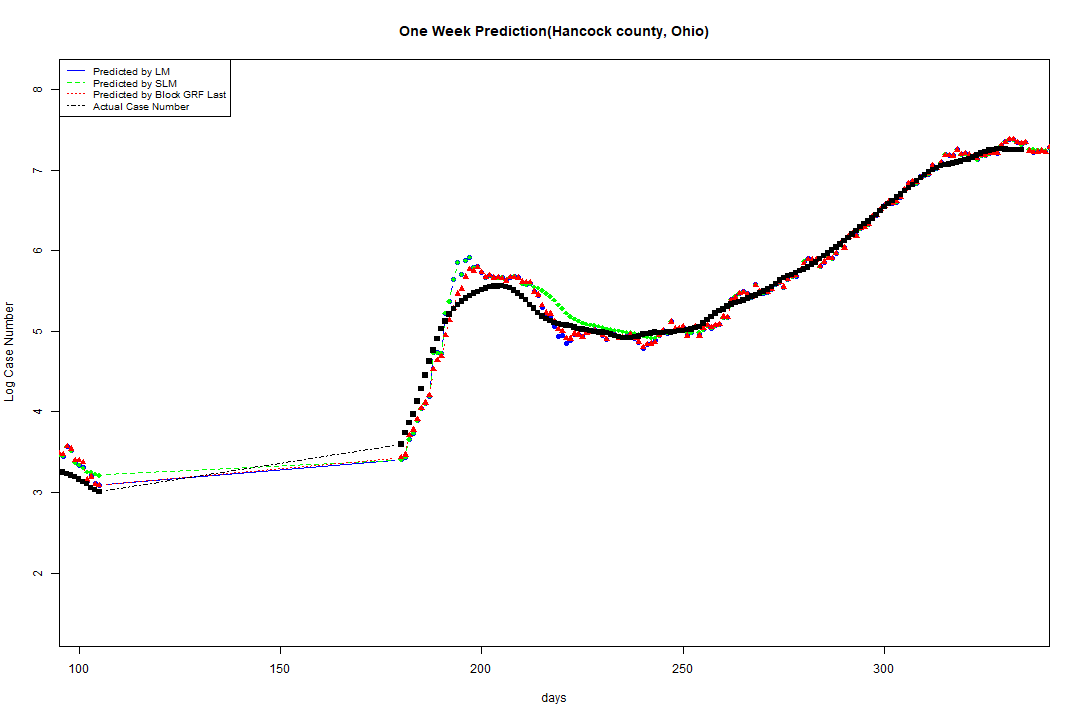 One Week Prediction(Hancock county, Ohio)
Predicted by LM
Predicted by SLM
Predicted by Block GRF Last
Actual Case Number
Log Case Number
8
7
6
5
4
3
2
100 150 200 250 300
days